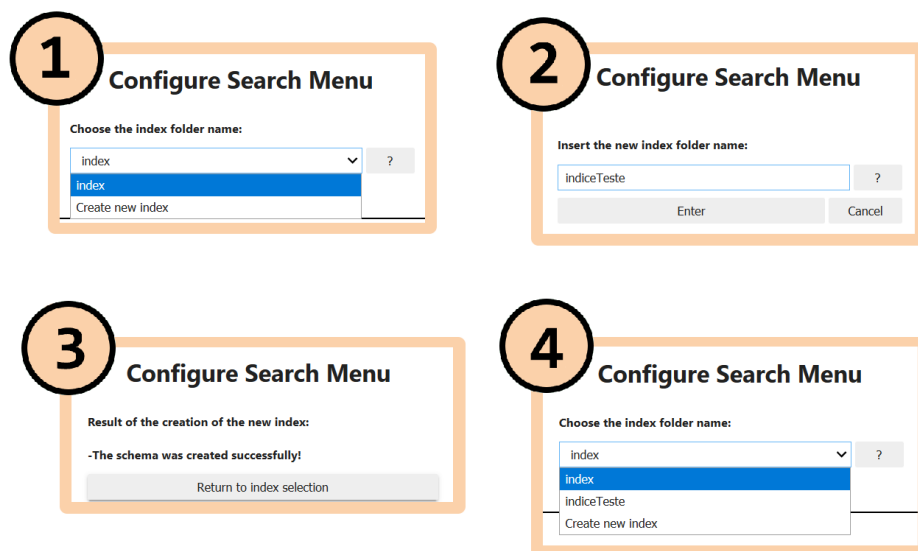 1
Configure Search Menu
Choose the index folder name:
index
?
index
Create new index
2
Configure Search Menu
Insert the new index folder name:
indiceTeste
?
Enter
Cancel
3
Configure Search Menu
Result of the creation of the new index:
-The schema was created successfully!
Return to index selection
4
Configure Search Menu
Choose the index folder name:
index
?
index
indiceTeste
Create new index